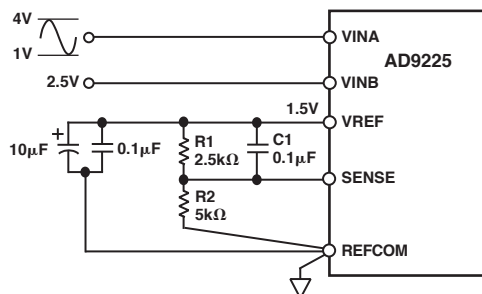 4V
1V
VINA
AD9225
2.5V
VINB
1.5V
VREF
+
10μF
0.1μF
R1
2.5kΩ
C1
0.1μF
SENSE
R2
5kΩ
REFCOM